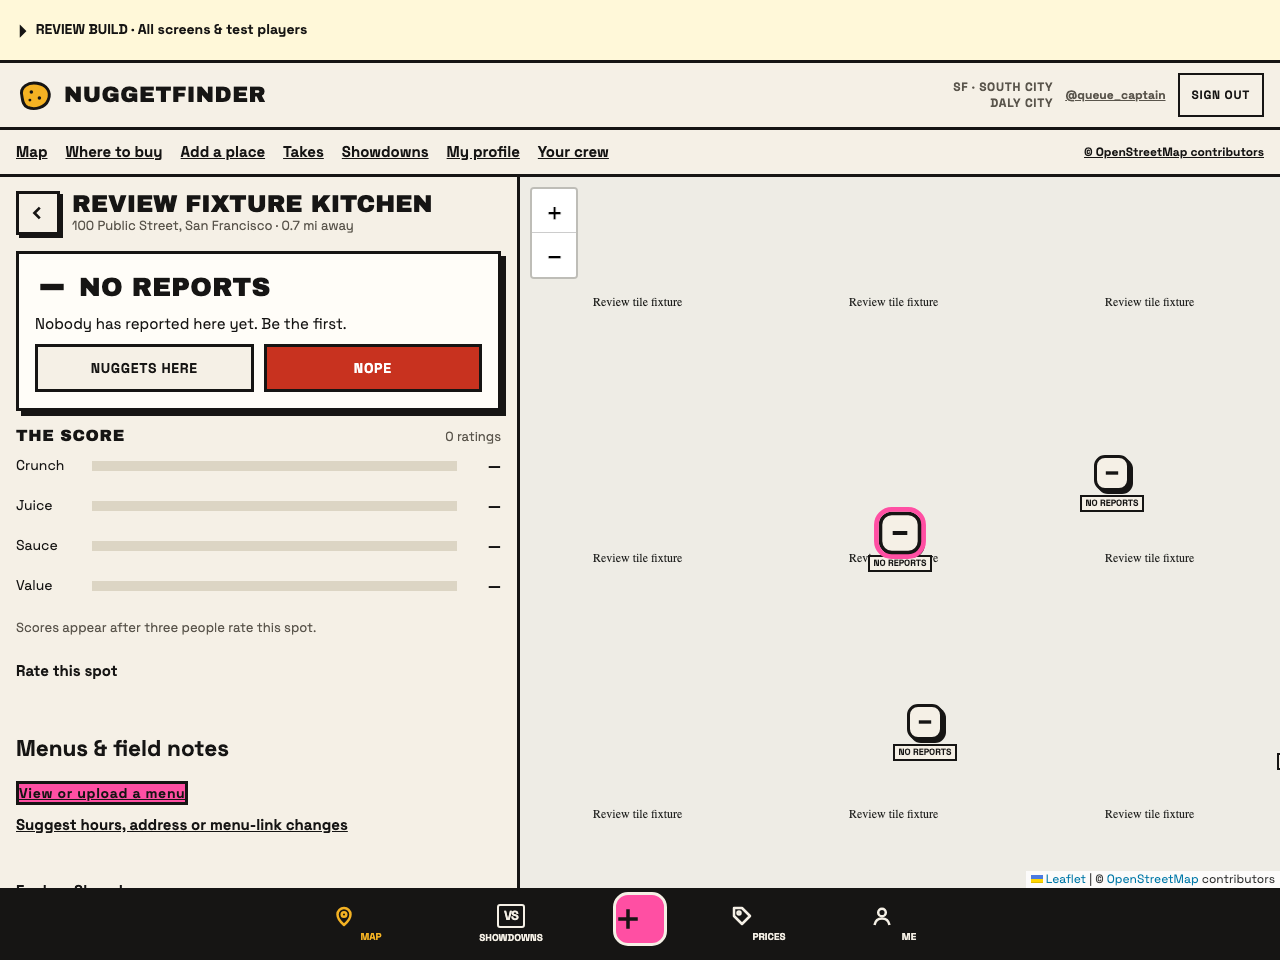 REVIEW BUILD · All screens & test players
NUGGETFINDER
SF · SOUTH CITY
DALY CITY
@queue_captain
SIGN OUT
Map
Where to buy
Add a place
Takes
Showdowns
My profile
Your crew
© OpenStreetMap contributors
REVIEW FIXTURE KITCHEN
100 Public Street, San Francisco · 0.7 mi away
— NO REPORTS
Nobody has reported here yet. Be the first.
NUGGETS HERE
NOPE
THE SCORE
0 ratings
Crunch —
Juice —
Sauce —
Value —
Scores appear after three people rate this spot.
Rate this spot
Menus & field notes
View or upload a menu
Suggest hours, address or menu-link changes
+
−
Review tile fixture
Review tile fixture
Review tile fixture
NO REPORTS
Review tile fixture
NO REPORTS
Review tile fixture
NO REPORTS
Review tile fixture
Review tile fixture
Review tile fixture
Leaflet | © OpenStreetMap contributors
MAP
VS
SHOWDOWNS
+
PRICES
ME